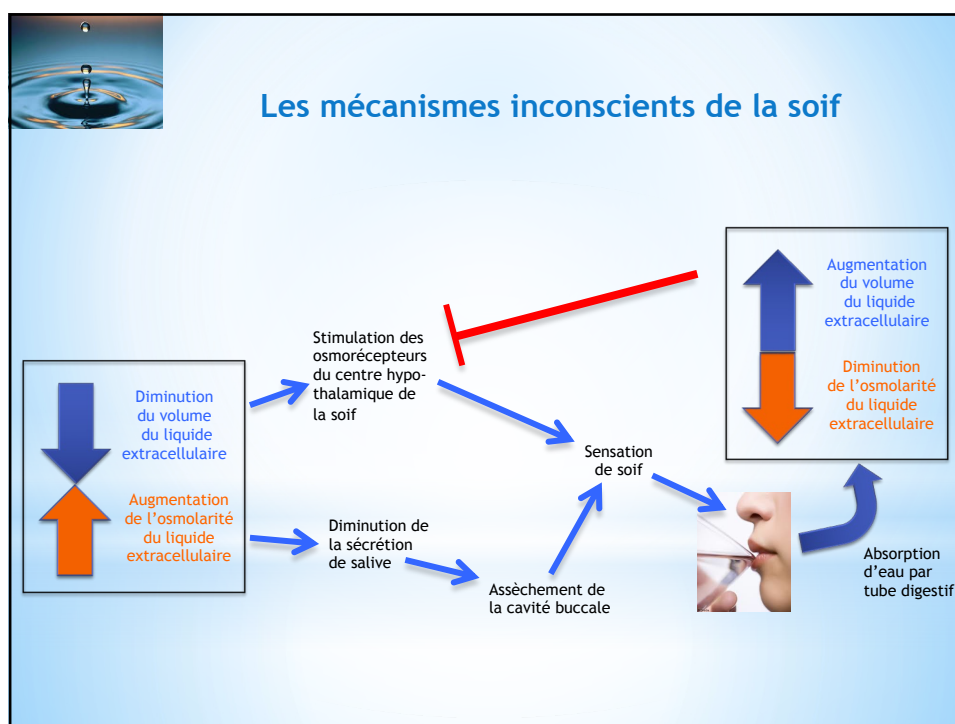 Les mécanismes inconscients de la soif
Diminution
du volume
du liquide
extracellulaire
Augmentation
de l’osmolarité
du liquide
extracellulaire
Stimulation des
osmorécepteurs
du centre hypo-
thalamique de
la soif
Diminution de
la sécrétion
de salive
Assèchement de
la cavité buccale
Sensation
de soif
Absorption
d’eau par
tube digestif
Augmentation
du volume
du liquide
extracellulaire
Diminution
de l’osmolarité
du liquide
extracellulaire